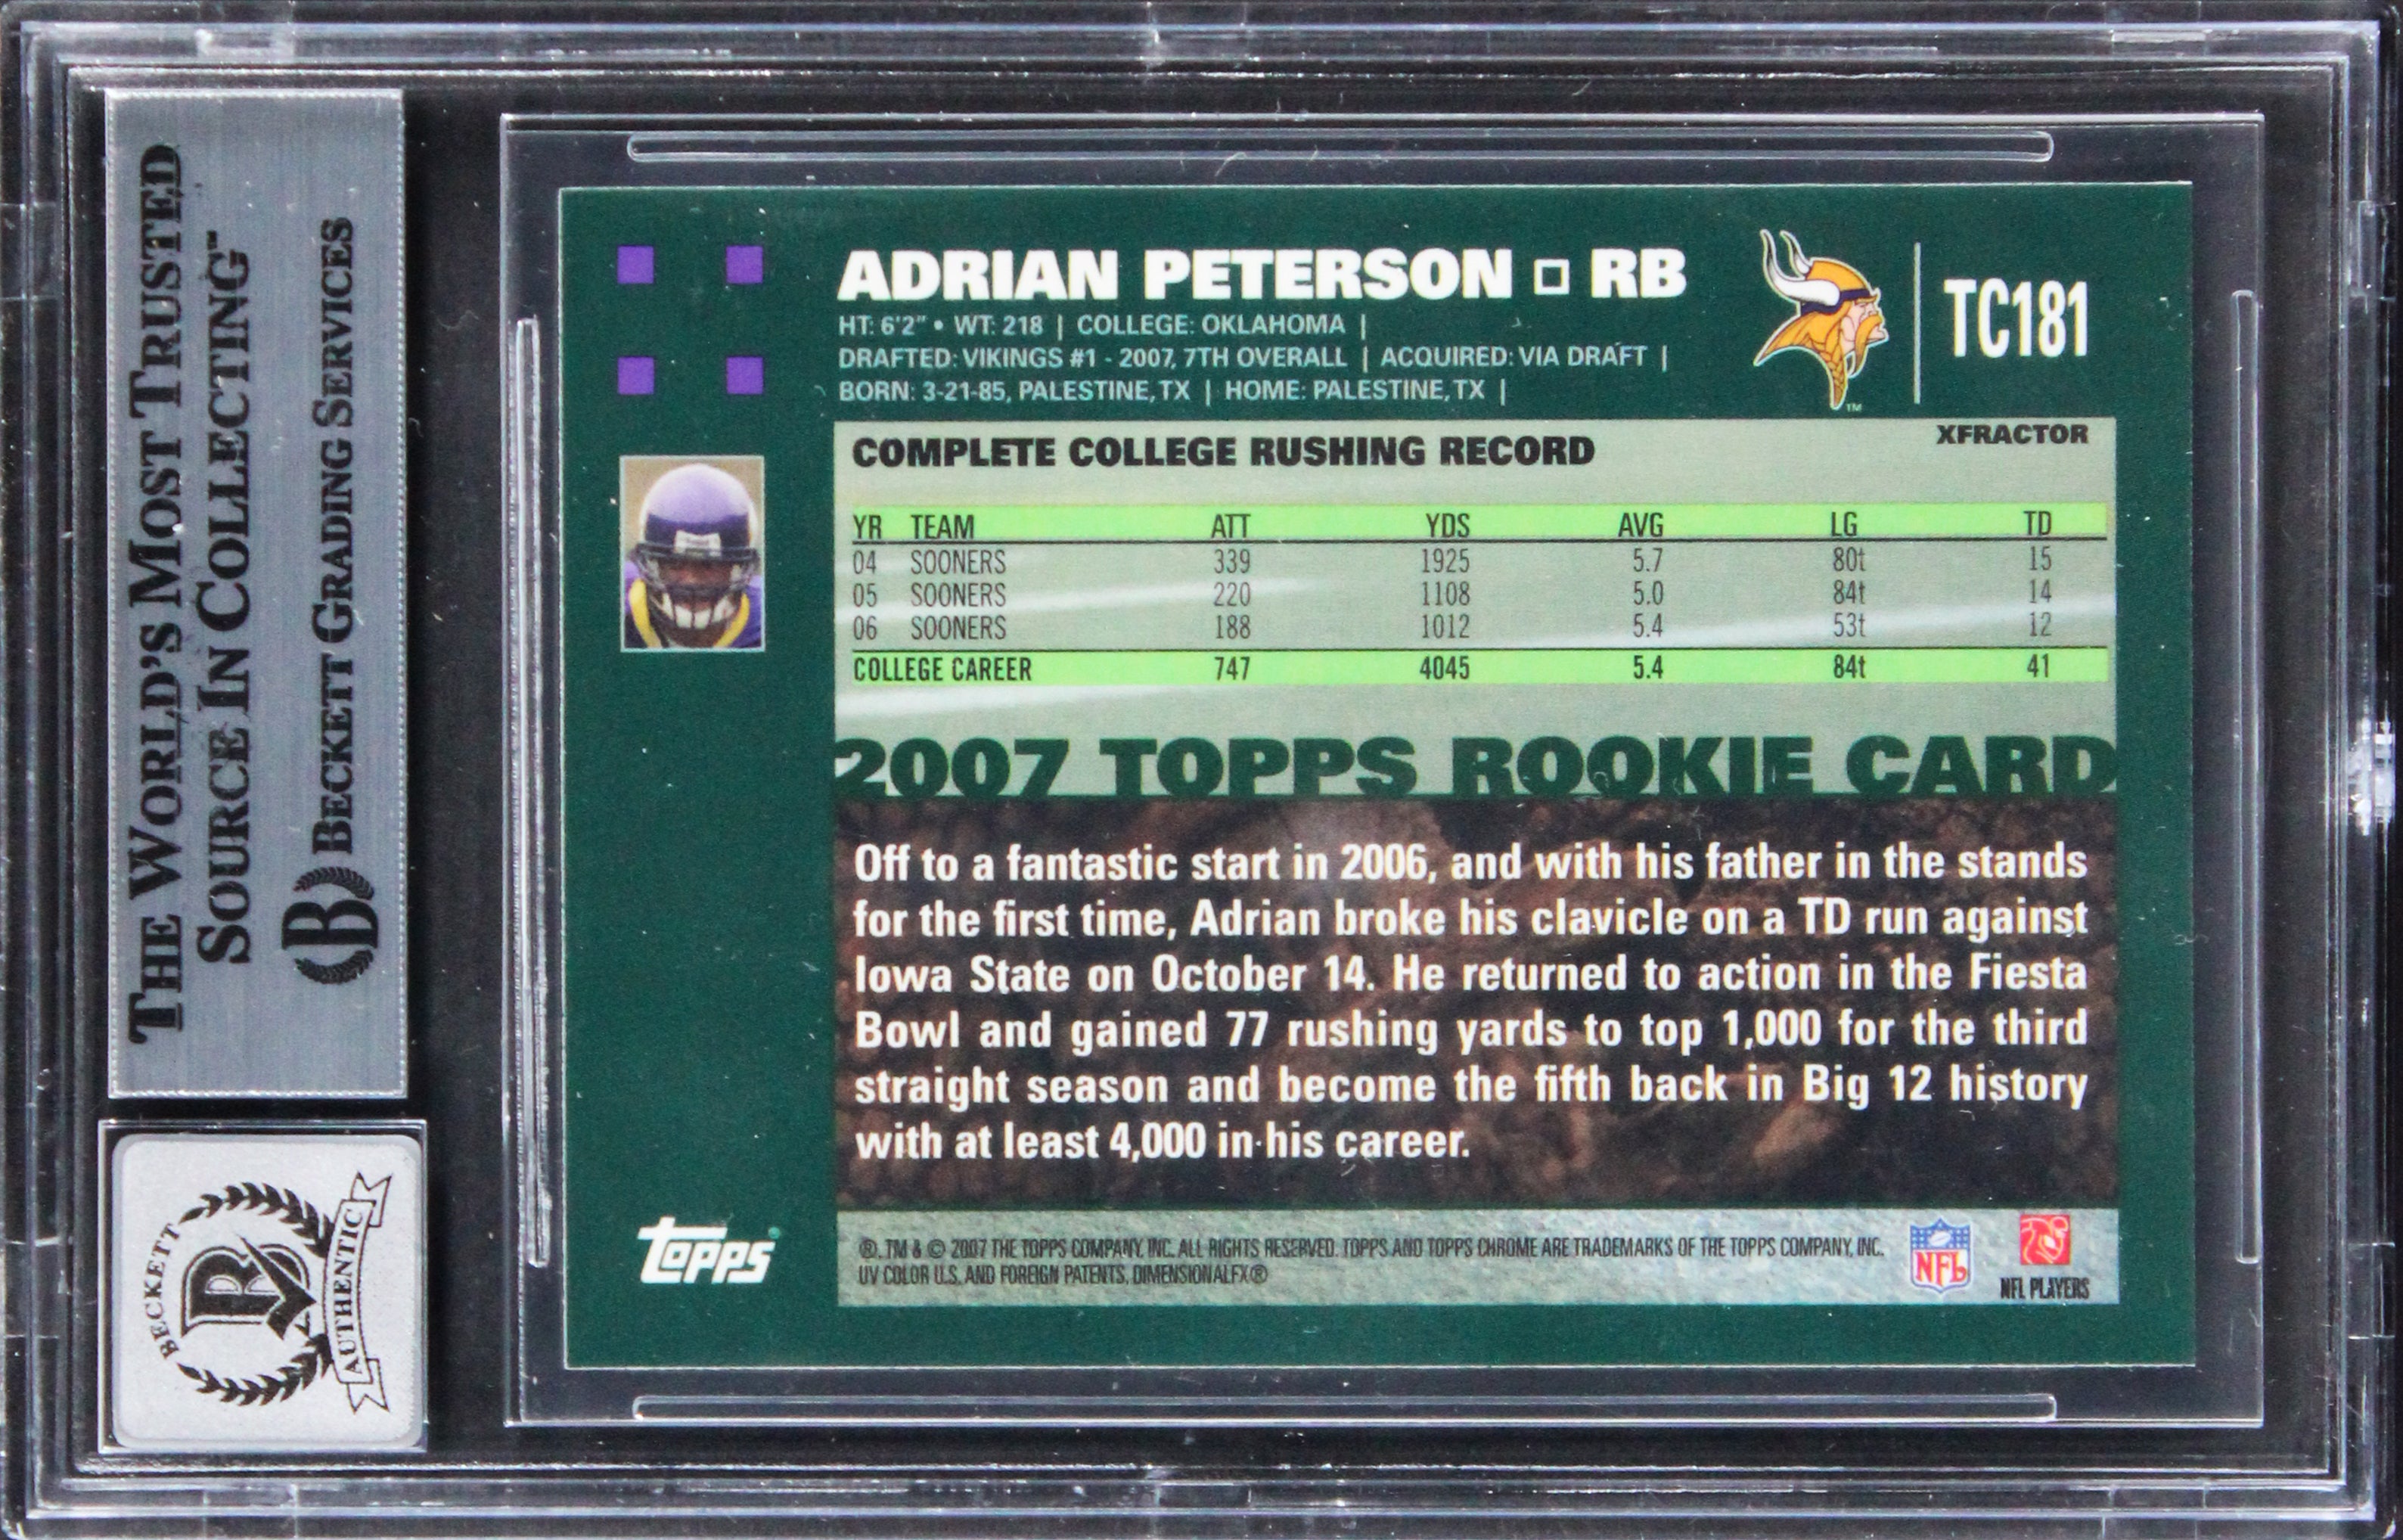 THE WORLD'S MOST TRUSTED
SOURCE IN COLLECTING™
BECKETT GRADING SERVICES
B
BECKETT
B
AUTHENTIC
ADRIAN PETERSON □ RB
HT: 6'2" • WT: 218 | COLLEGE: OKLAHOMA |
DRAFTED: VIKINGS #1 - 2007, 7TH OVERALL | ACQUIRED: VIA DRAFT |
BORN: 3-21-85, PALESTINE, TX | HOME: PALESTINE, TX |
TM
TC181
COMPLETE COLLEGE RUSHING RECORD
XFRACTOR
YR TEAM ATT YDS AVG LG TD
04 SOONERS 339 1925 5.7 80t 15
05 SOONERS 220 1108 5.0 84t 14
06 SOONERS 188 1012 5.4 53t 12
COLLEGE CAREER 747 4045 5.4 84t 41
2007 TOPPS ROOKIE CARD
Off to a fantastic start in 2006, and with his father in the stands
for the first time, Adrian broke his clavicle on a TD run against
Iowa State on October 14. He returned to action in the Fiesta
Bowl and gained 77 rushing yards to top 1,000 for the third
straight season and become the fifth back in Big 12 history
with at least 4,000 in his career.
topps
®, TM & © 2007 THE TOPPS COMPANY, INC. ALL RIGHTS RESERVED. TOPPS AND TOPPS CHROME ARE TRADEMARKS OF THE TOPPS COMPANY, INC.
UV COLOR U.S. AND FOREIGN PATENTS, DIMENSIONALFX®
NFL
NFL PLAYERS